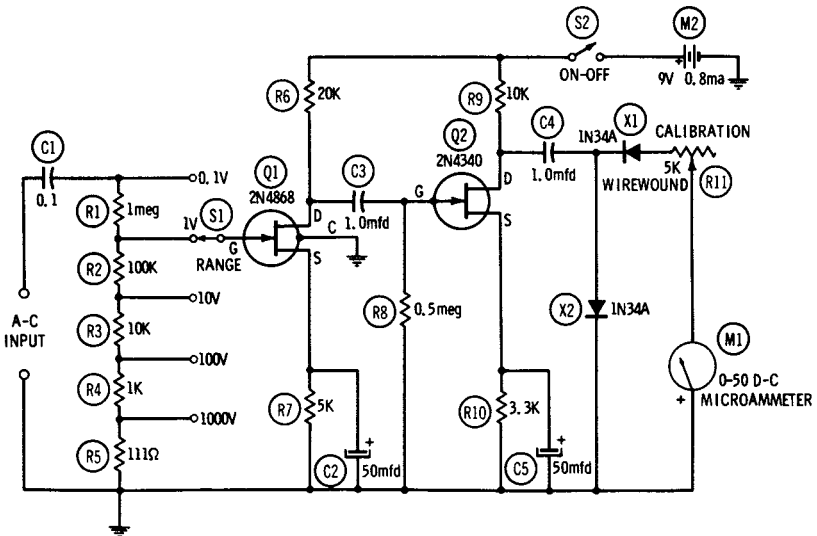 S2
M2
ON-OFF
+
9V 0.8ma
R6
20K
R9
10K
C4
1N34A
X1
CALIBRATION
Q2
2N4340
1.0mfd
5K
WIREWOUND
R11
C1
0.1
0.1V
Q1
2N4868
C3
D
G
D
1.0mfd
S
R1
1meg
1V
S1
G
RANGE
C
S
R2
100K
10V
A-C
INPUT
R3
10K
R8
0.5meg
X2
1N34A
M1
100V
0-50 D-C
MICROAMMETER
+
R4
1K
R7
5K
R10
3.3K
1000V
R5
111Ω
C2
+
50mfd
C5
+
50mfd